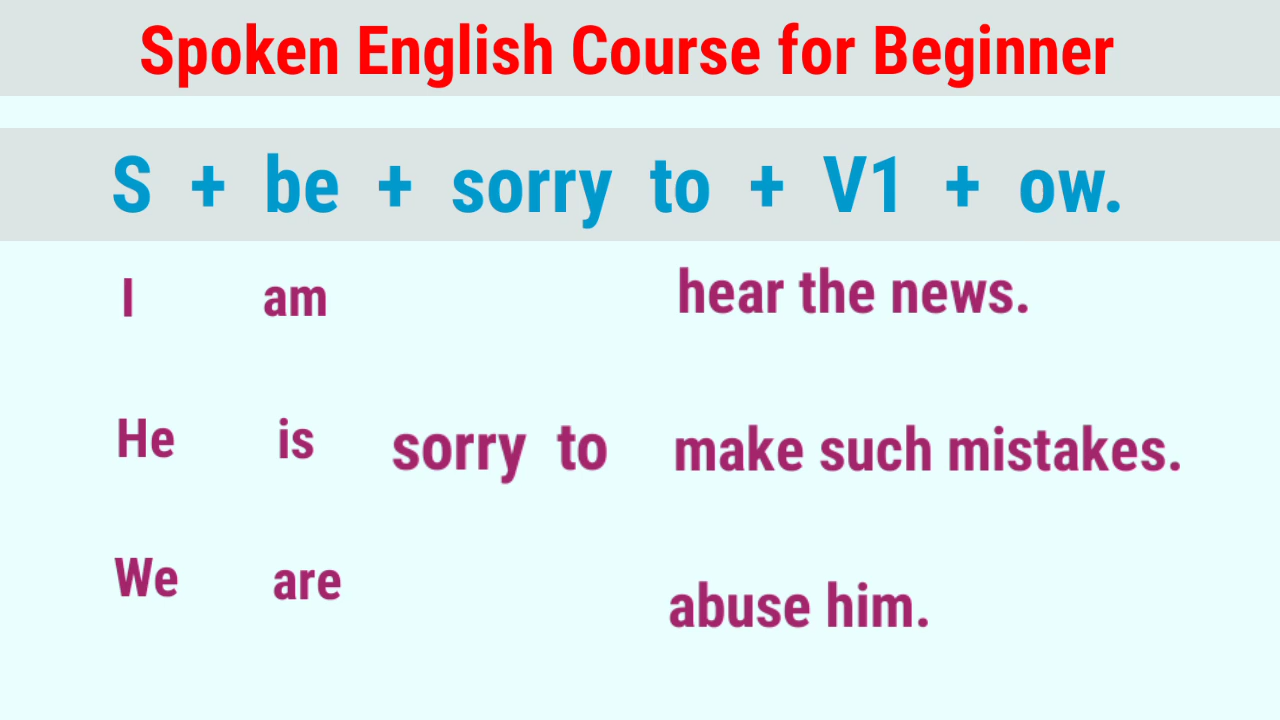 Spoken English Course for Beginner
S + be + sorry to + V1 + ow.
I am hear the news.
He is sorry to make such mistakes.
We are abuse him.